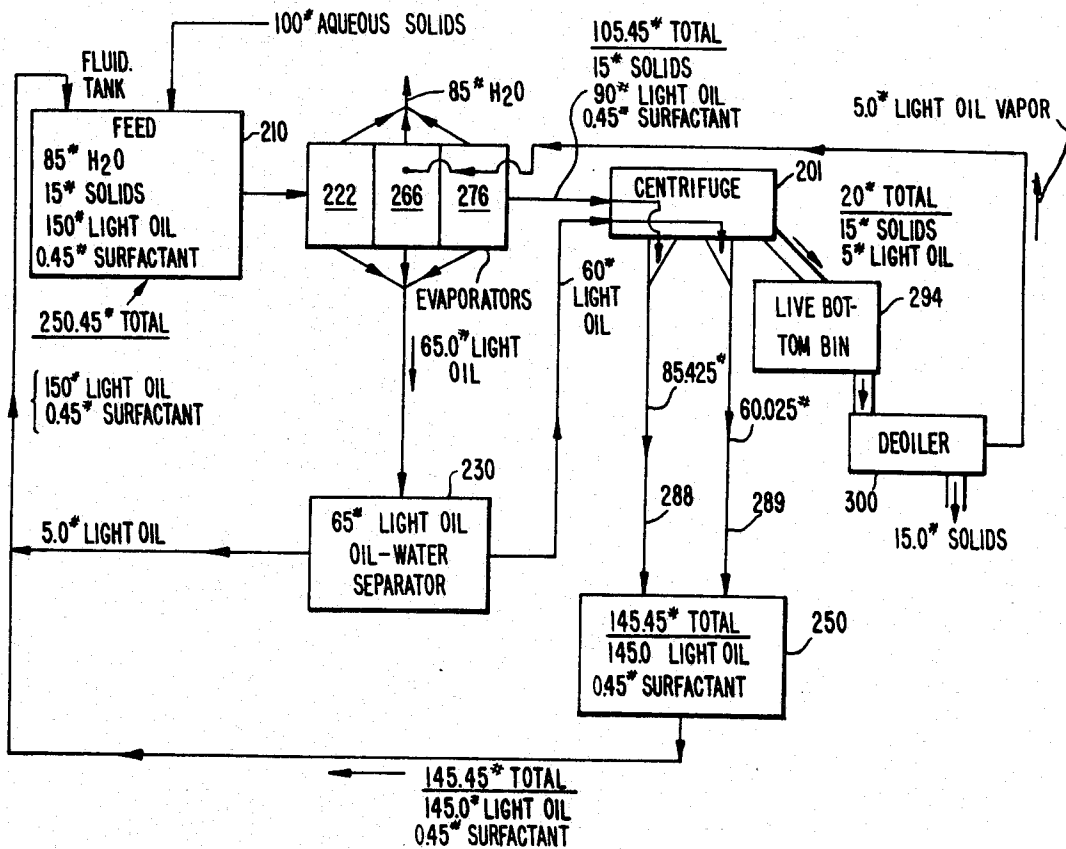 100# AQUEOUS SOLIDS
FLUID.
TANK
FEED
85# H2O
15# SOLIDS
150# LIGHT OIL
0.45# SURFACTANT
210
250.45# TOTAL
150# LIGHT OIL
0.45# SURFACTANT
85# H2O
222
266
276
EVAPORATORS
65.0# LIGHT
OIL
105.45# TOTAL
15# SOLIDS
90# LIGHT OIL
0.45# SURFACTANT
5.0# LIGHT OIL VAPOR
CENTRIFUGE
201
20# TOTAL
15# SOLIDS
5# LIGHT OIL
60#
LIGHT
OIL
LIVE BOT-
TOM BIN
294
85.425#
60.025#
DEOILER
300
15.0# SOLIDS
230
65# LIGHT OIL
OIL-WATER
SEPARATOR
5.0# LIGHT OIL
288
289
145.45# TOTAL
145.0 LIGHT OIL
0.45# SURFACTANT
250
145.45# TOTAL
145.0# LIGHT OIL
0.45# SURFACTANT